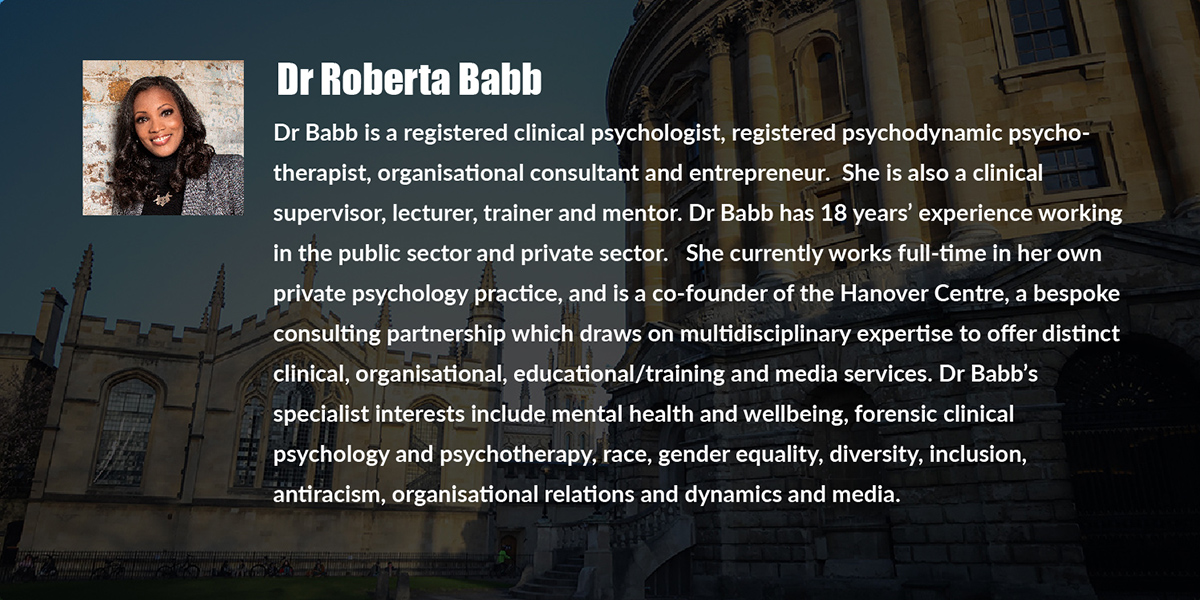 Dr Roberta Babb
Dr Babb is a registered clinical psychologist, registered psychodynamic psycho-
therapist, organisational consultant and entrepreneur.  She is also a clinical
supervisor, lecturer, trainer and mentor. Dr Babb has 18 years’ experience working
in the public sector and private sector.   She currently works full-time in her own
private psychology practice, and is a co-founder of the Hanover Centre, a bespoke
consulting partnership which draws on multidisciplinary expertise to offer distinct
clinical, organisational, educational/training and media services. Dr Babb’s
specialist interests include mental health and wellbeing, forensic clinical
psychology and psychotherapy, race, gender equality, diversity, inclusion,
antiracism, organisational relations and dynamics and media.